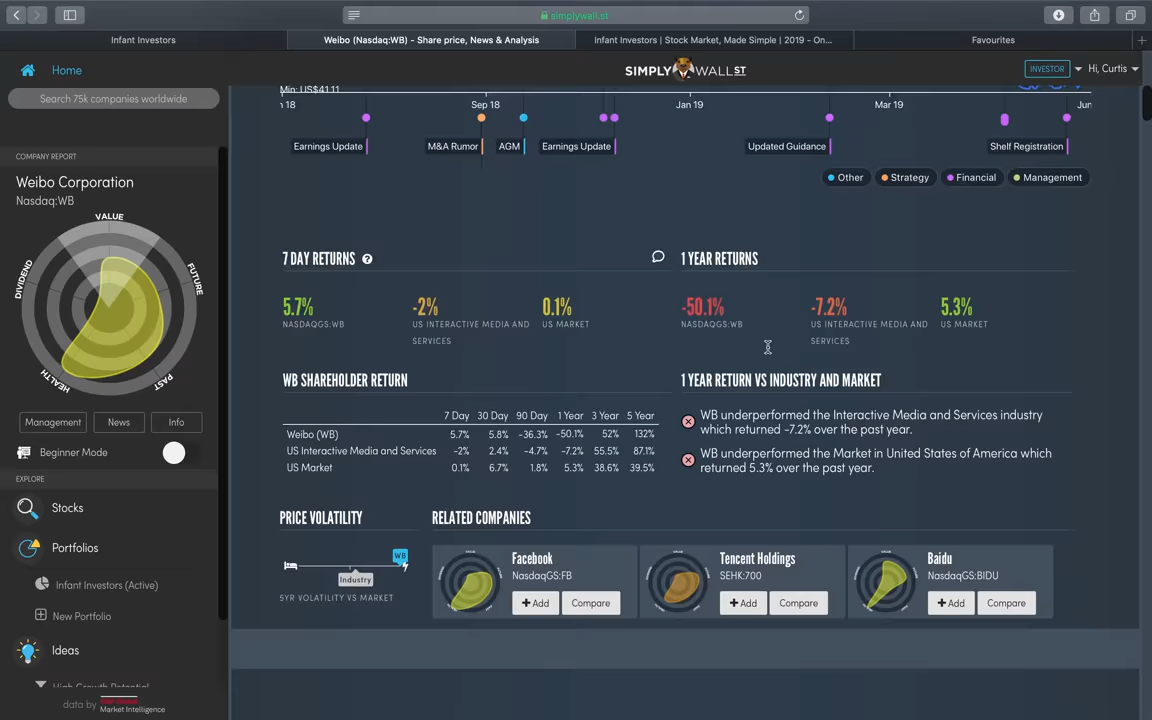 simplywall.st
Infant Investors
Weibo (Nasdaq:WB) - Share price, News & Analysis
Infant Investors | Stock Market, Made Simple | 2019 - On...
Favourites
Home
SIMPLY WALL ST
INVESTOR
Hi, Curtis
Search 75k companies worldwide
COMPANY REPORT
Weibo Corporation
Nasdaq:WB
VALUE
FUTURE
PAST
HEALTH
DIVIDEND
Management
News
Info
Beginner Mode
EXPLORE
Stocks
Portfolios
Infant Investors (Active)
New Portfolio
Ideas
High Growth Potential
data by
Market Intelligence
Min: US$41.11
n 18
Sep 18
Jan 19
Mar 19
Jun
Earnings Update
M&A Rumor
AGM
Earnings Update
Updated Guidance
Shelf Registration
Other
Strategy
Financial
Management
7 DAY RETURNS ?
5.7%
NASDAQGS:WB
-2%
US INTERACTIVE MEDIA AND
SERVICES
0.1%
US MARKET
1 YEAR RETURNS
-50.1%
NASDAQGS:WB
-7.2%
US INTERACTIVE MEDIA AND
SERVICES
5.3%
US MARKET
WB SHAREHOLDER RETURN
7 Day 30 Day 90 Day 1 Year 3 Year 5 Year
Weibo (WB) 5.7% 5.8% -36.3% -50.1% 52% 132%
US Interactive Media and Services -2% 2.4% -4.7% -7.2% 55.5% 87.1%
US Market 0.1% 6.7% 1.8% 5.3% 38.6% 39.5%
1 YEAR RETURN VS INDUSTRY AND MARKET
WB underperformed the Interactive Media and Services industry
which returned -7.2% over the past year.
WB underperformed the Market in United States of America which
returned 5.3% over the past year.
PRICE VOLATILITY
WB
Industry
5YR VOLATILITY VS MARKET
RELATED COMPANIES
Facebook
NasdaqGS:FB
+ Add
Compare
Tencent Holdings
SEHK:700
+ Add
Compare
Baidu
NasdaqGS:BIDU
+ Add
Compare